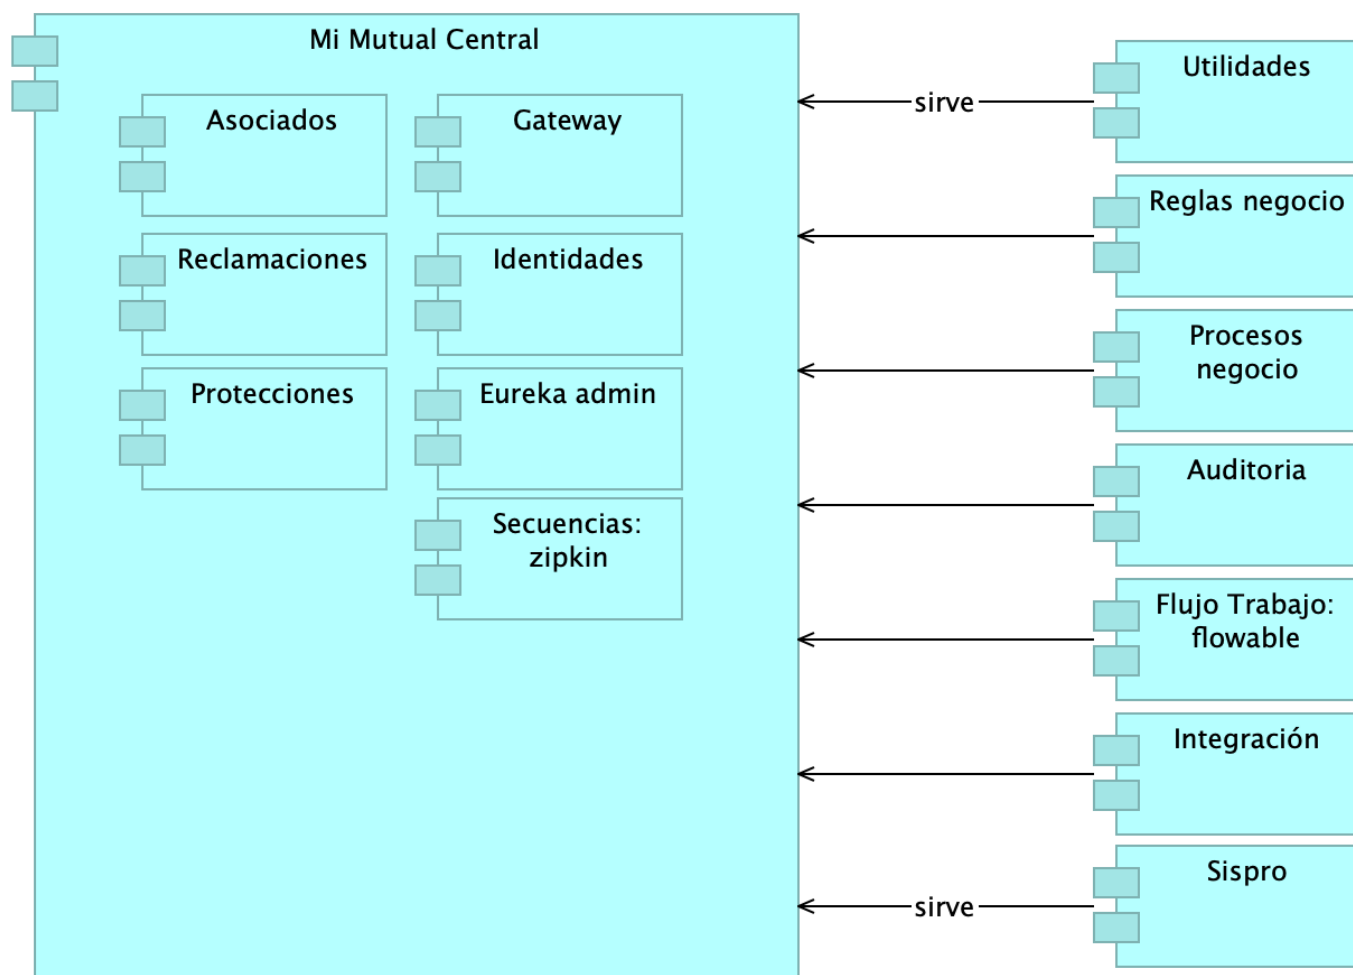 Mi Mutual Central
Asociados
Gateway
Reclamaciones
Identidades
Protecciones
Eureka admin
Secuencias:
zipkin
sirve
Utilidades
Reglas negocio
Procesos
negocio
Auditoria
Flujo Trabajo:
flowable
Integración
sirve
Sispro